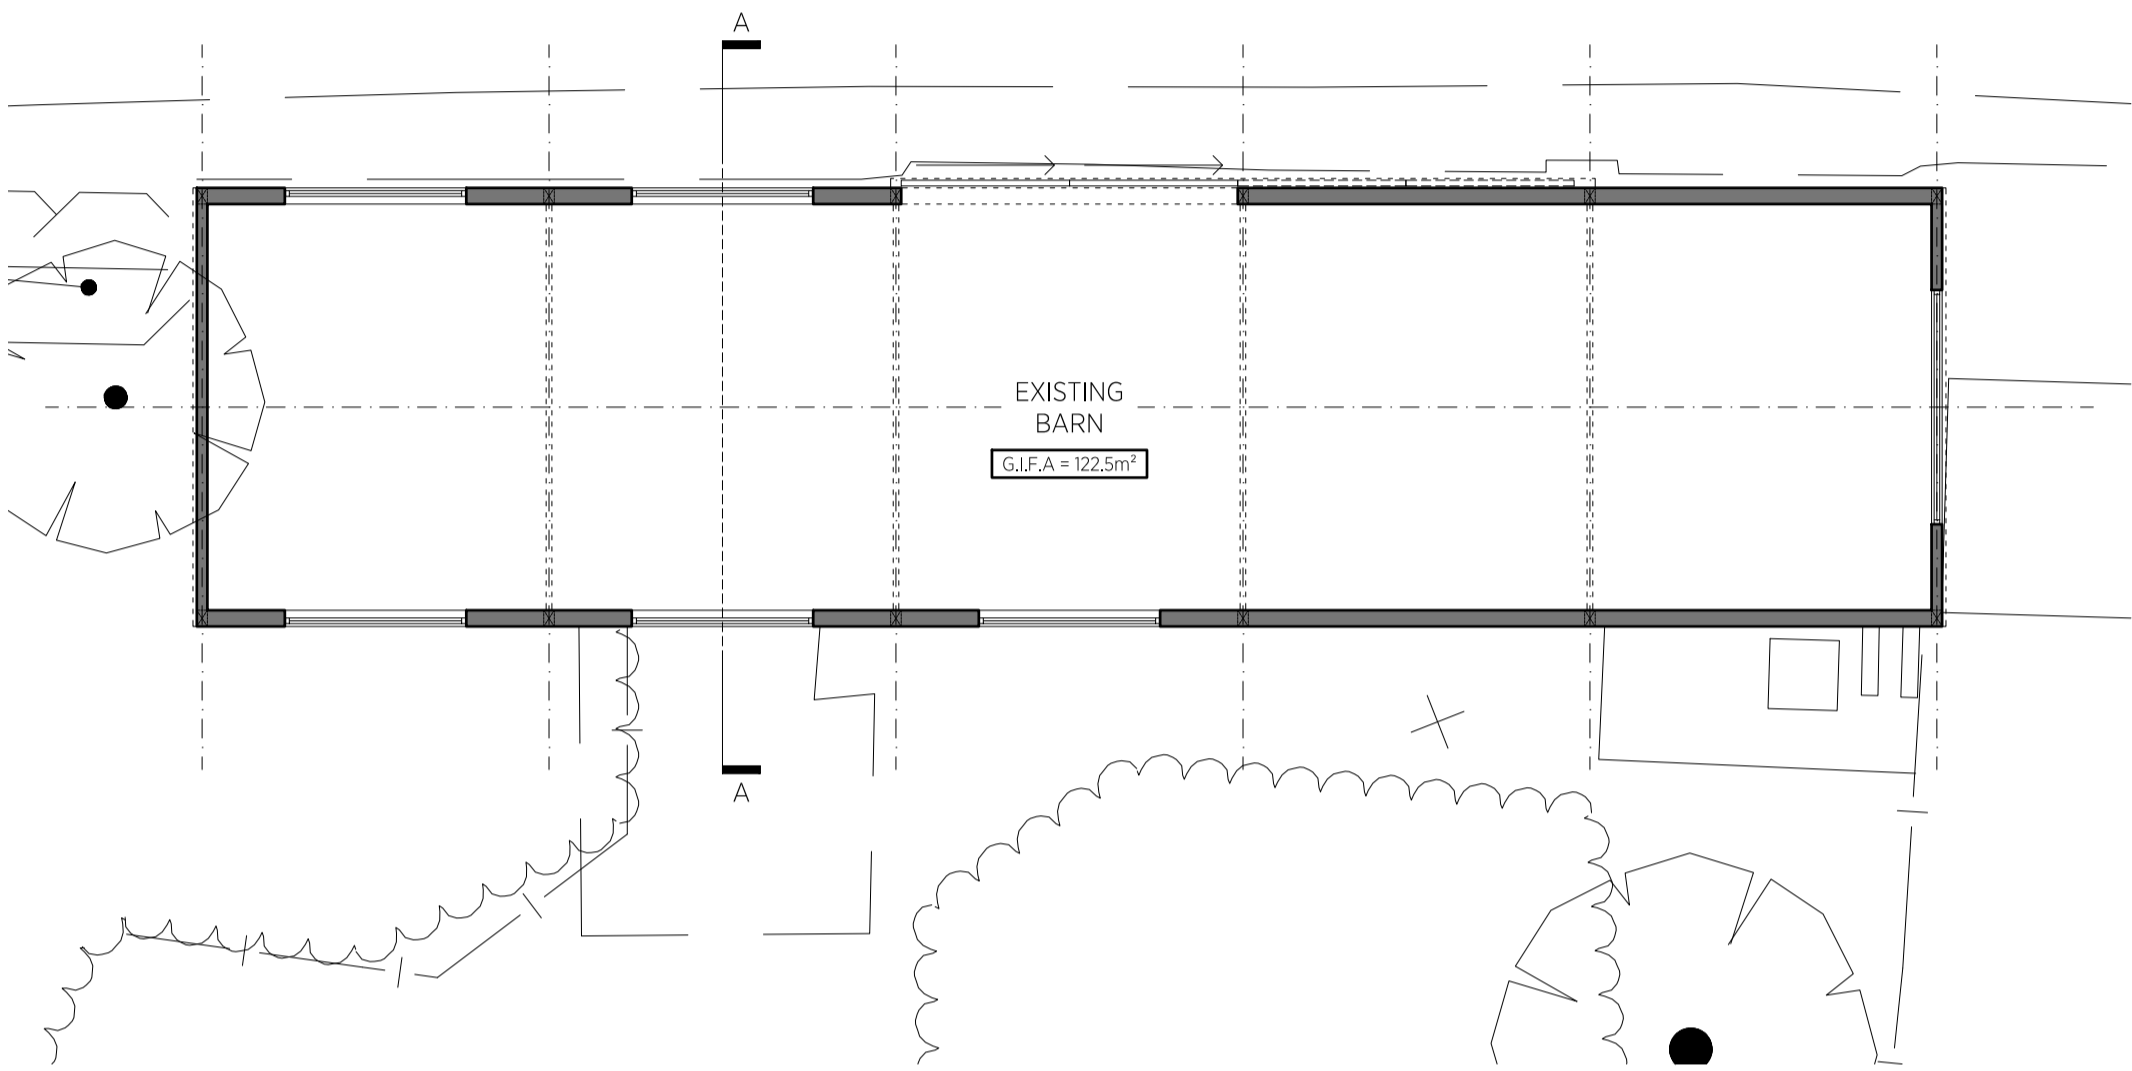 A
EXISTING
BARN
G.I.F.A = 122.5m²
A